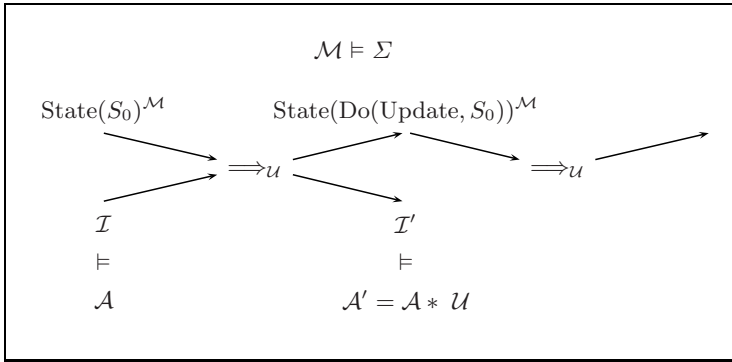 ℳ ⊨ Σ
State(S₀)^ℳ State(Do(Update, S₀))^ℳ
⟹_𝒰 ⟹_𝒰
ℐ ℐ′
⊨ ⊨
𝒜 𝒜′ = 𝒜 ∗ 𝒰